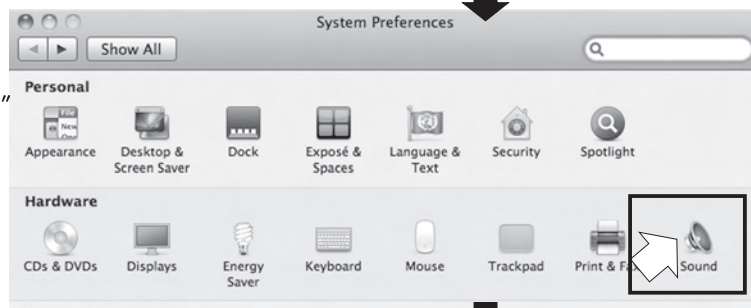 System Preferences
Show All
Personal
"
Appearance
Desktop &
Screen Saver
Dock
Exposé &
Spaces
Language &
Text
Security
Spotlight
Hardware
CDs & DVDs
Displays
Energy
Saver
Keyboard
Mouse
Trackpad
Print & Fa
Sound